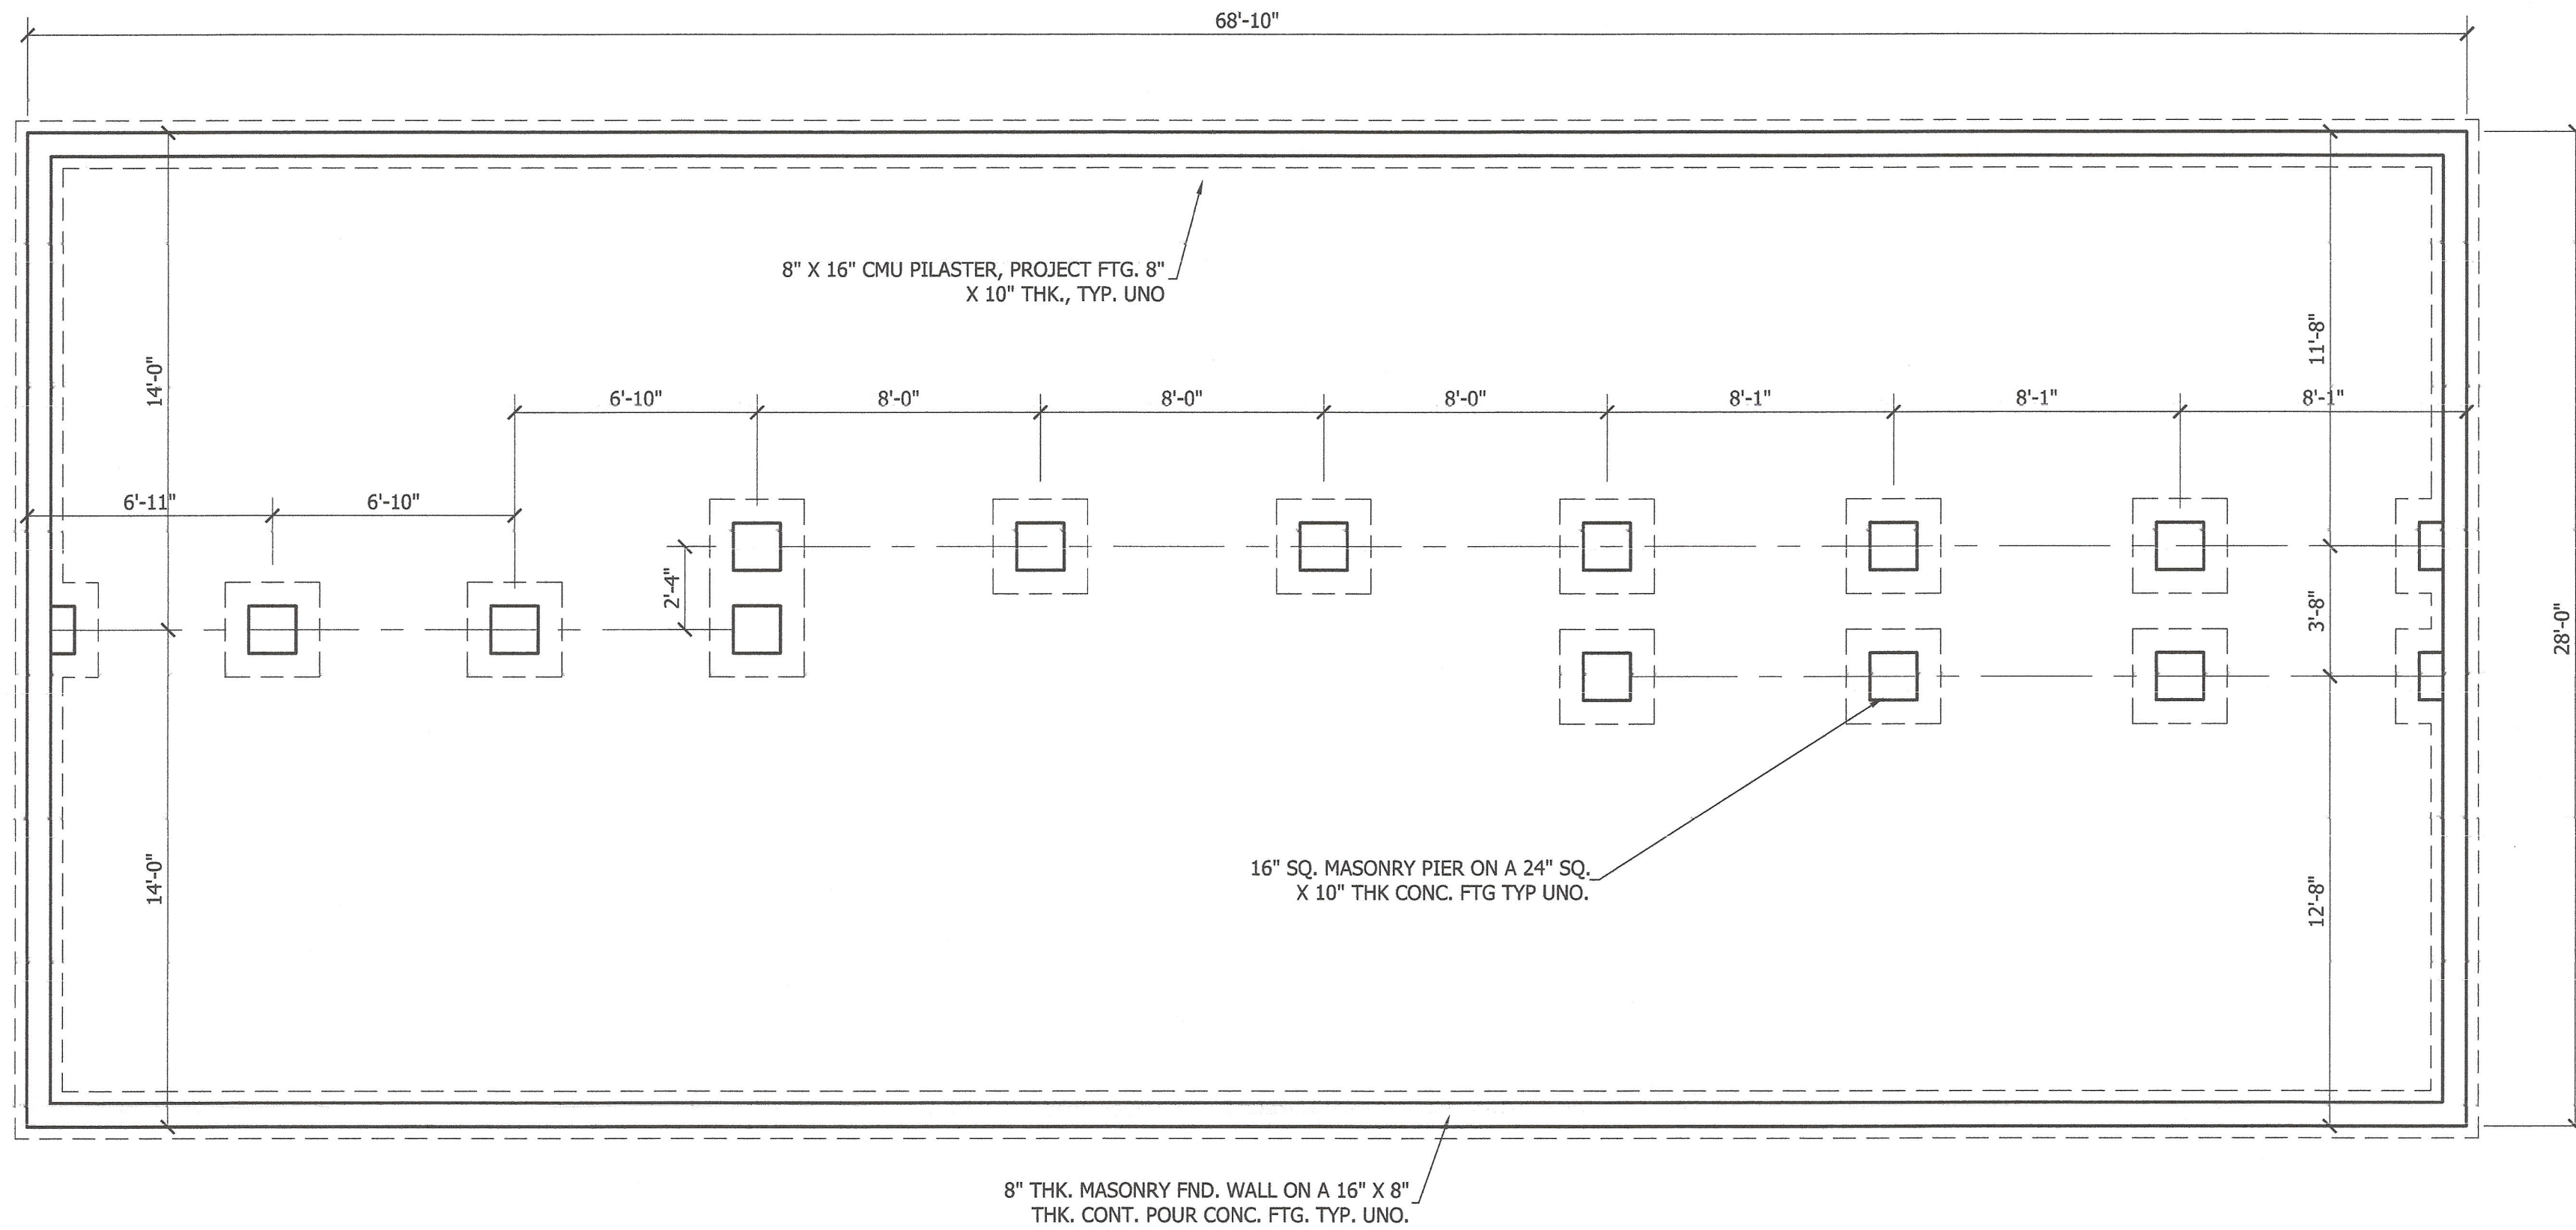 68'-10"
8" X 16" CMU PILASTER, PROJECT FTG. 8"
X 10" THK., TYP. UNO
14'-0"
11'-8"
6'-10"
8'-0"
8'-0"
8'-0"
8'-1"
8'-1"
8'-1"
6'-11"
6'-10"
2'-4"
3'-8"
28'-0"
14'-0"
16" SQ. MASONRY PIER ON A 24" SQ.
X 10" THK CONC. FTG TYP UNO.
12'-8"
8" THK. MASONRY FND. WALL ON A 16" X 8"
THK. CONT. POUR CONC. FTG. TYP. UNO.